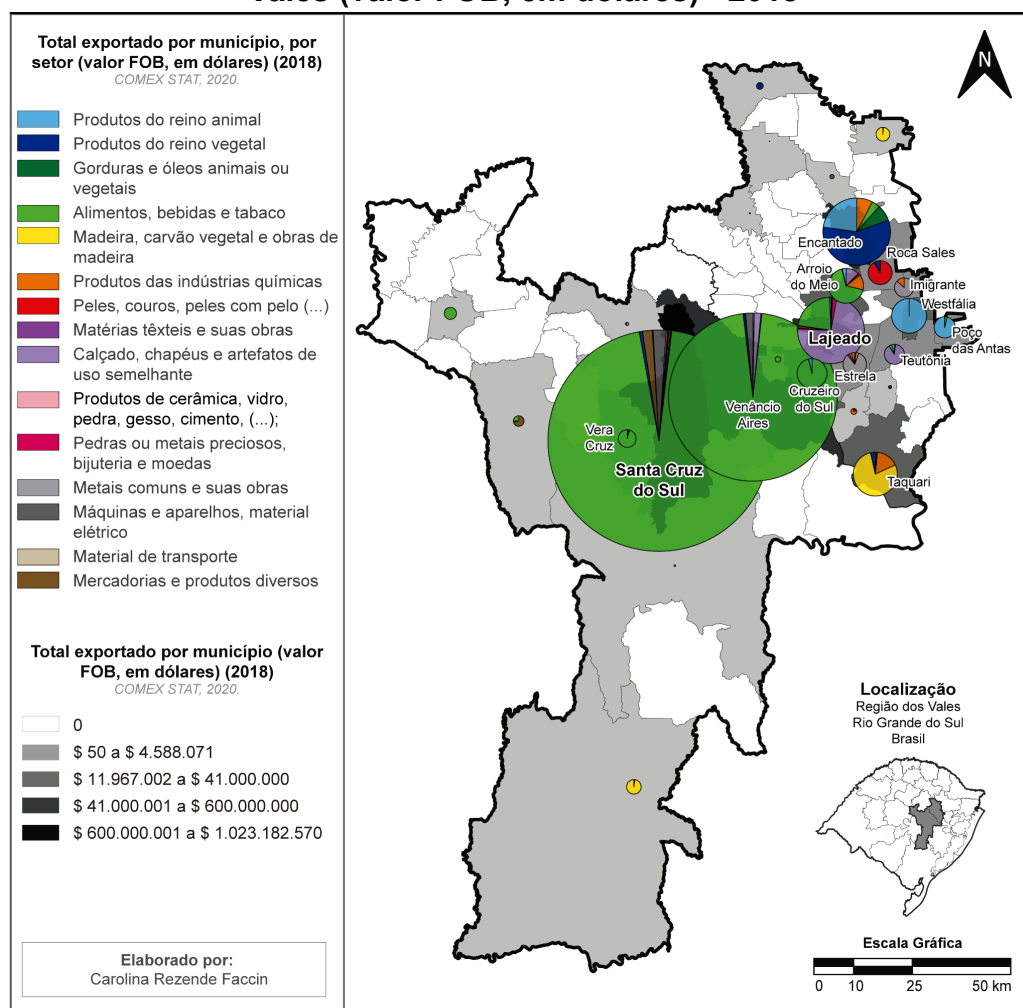 Vales (valor FOB, em dólares) - 2018
Total exportado por município, por
setor (valor FOB, em dólares) (2018)
COMEX STAT, 2020.
Produtos do reino animal
Produtos do reino vegetal
Gorduras e óleos animais ou
vegetais
Alimentos, bebidas e tabaco
Madeira, carvão vegetal e obras de
madeira
Produtos das indústrias químicas
Peles, couros, peles com pelo (...)
Matérias têxteis e suas obras
Calçado, chapéus e artefatos de
uso semelhante
Produtos de cerâmica, vidro,
pedra, gesso, cimento, (...);
Pedras ou metais preciosos,
bijuteria e moedas
Metais comuns e suas obras
Máquinas e aparelhos, material
elétrico
Material de transporte
Mercadorias e produtos diversos
Total exportado por município (valor
FOB, em dólares) (2018)
COMEX STAT, 2020.
0
$ 50 a $ 4.588.071
$ 11.967.002 a $ 41.000.000
$ 41.000.001 a $ 600.000.000
$ 600.000.001 a $ 1.023.182.570
Elaborado por:
Carolina Rezende Faccin
N
Encantado
Roca Sales
Arroio
do Meio
Imigrante
Westfália
Lajeado
Poço
das Antas
Teutônia
Estrela
Cruzeiro
do Sul
Venâncio
Aires
Vera
Cruz
Santa Cruz
do Sul
Taquari
Localização
Região dos Vales
Rio Grande do Sul
Brasil
Escala Gráfica
0 10 25 50 km